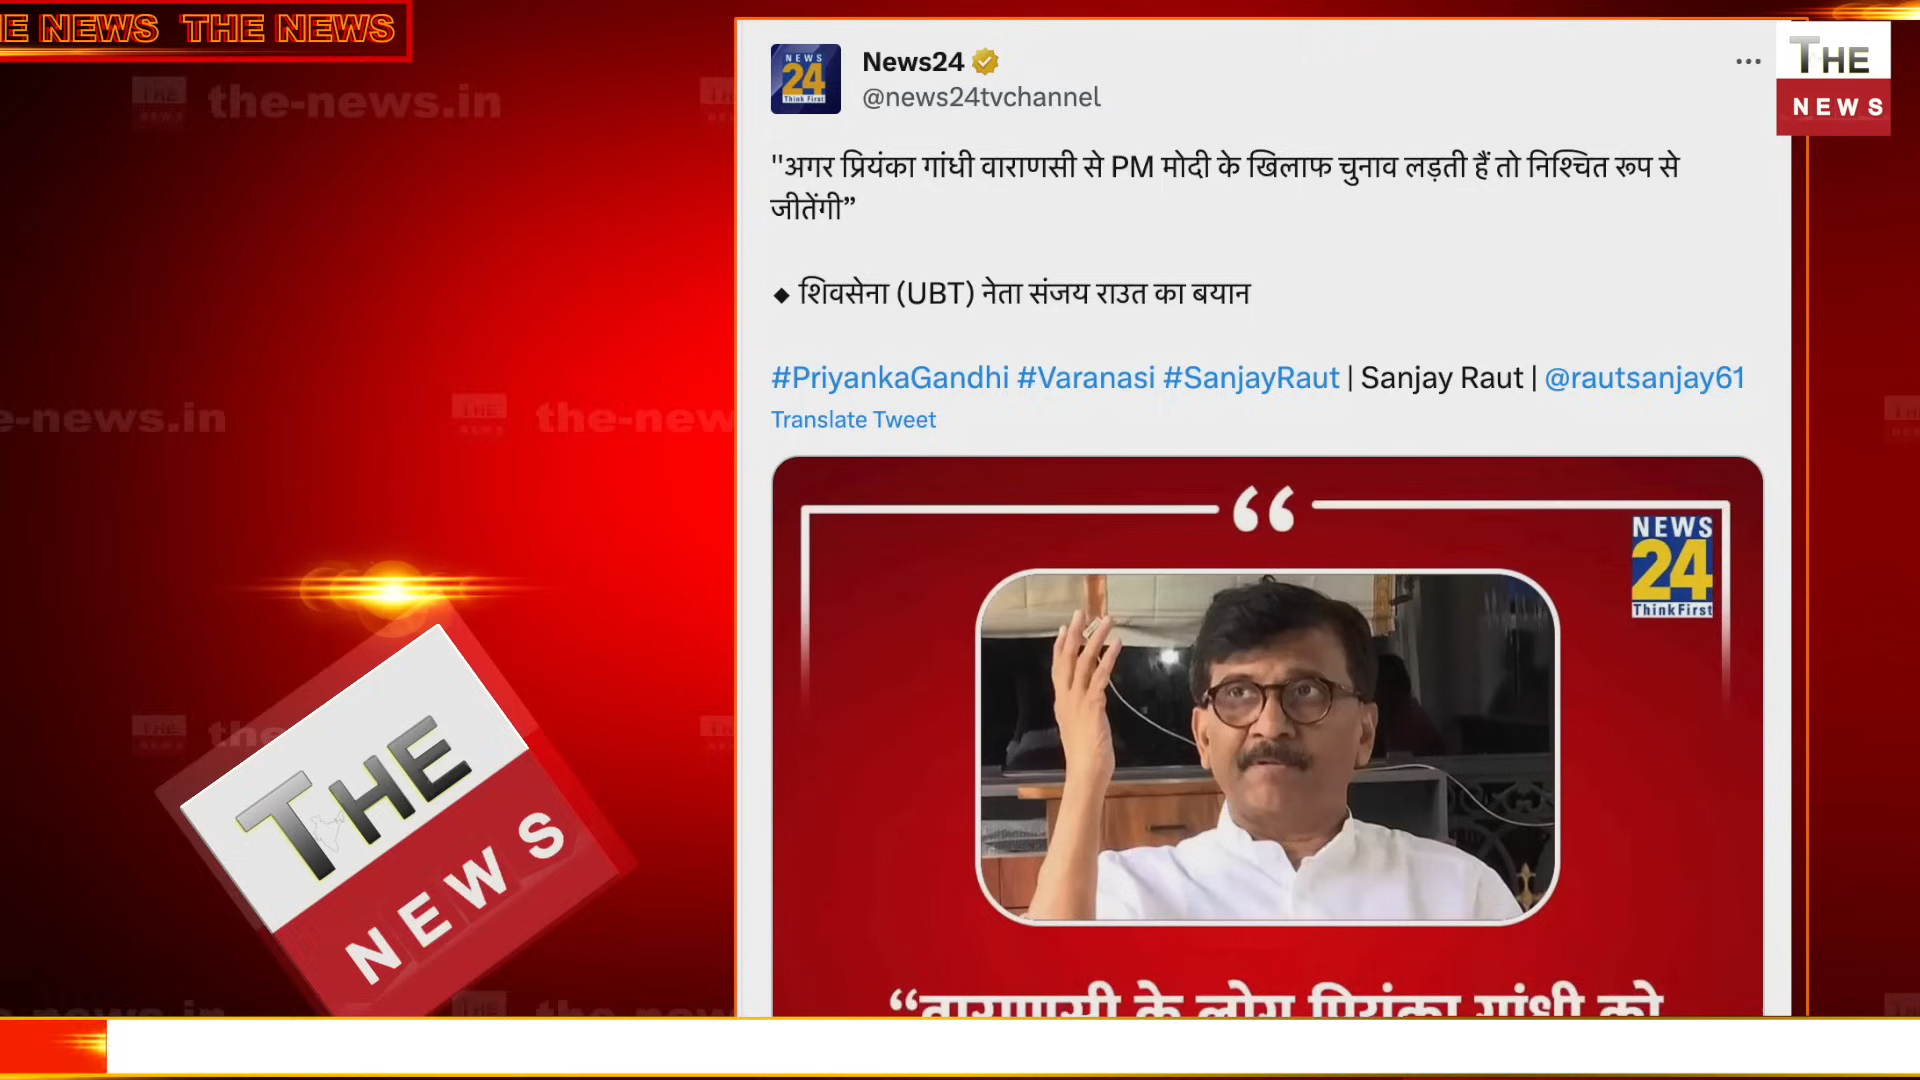 THE NEWS THE NEWS
the-news.in
THE
NEWS
News24
@news24tvchannel
"अगर प्रियंका गांधी वाराणसी से PM मोदी के खिलाफ चुनाव लड़ती हैं तो निश्चित रूप से
जीतेंगी”
◆ शिवसेना (UBT) नेता संजय राउत का बयान
#PriyankaGandhi #Varanasi #SanjayRaut | Sanjay Raut | @rautsanjay61
Translate Tweet
NEWS
24
Think First
“वाराणसी के लोग प्रियंका गांधी को
THE
NEWS